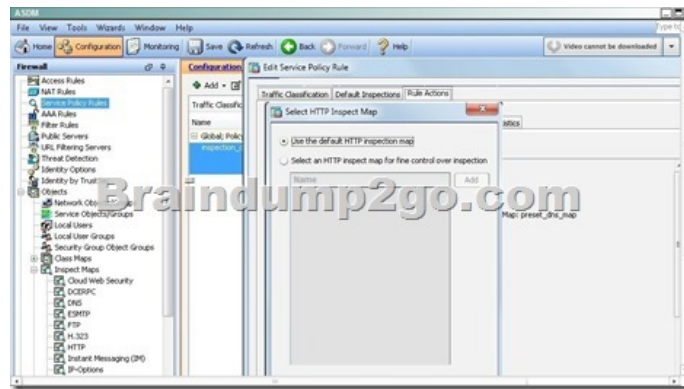 ASDM
File View Tools Wizards Window Help
Home Configuration Monitoring Save Refresh Back Forward Help
Video cannot be downloaded
Firewall
Access Rules
NAT Rules
Service Policy Rules
AAA Rules
Filter Rules
Public Servers
URL Filtering Servers
Threat Detection
Identity Options
Identity by
Objects
Network
Service Objects/Groups
Local Users
Local User Groups
Security Group Object Groups
Class Maps
Inspect Maps
Cloud Web Security
DCERPC
DNS
ESMTP
FTP
H.323
HTTP
Instant Messaging (IM)
IP-Options
Configuration
Add
Traffic Classific
Name
Global; Policy
Edit Service Policy Rule
Traffic Classification Default Inspections Rule Actions
Select HTTP Inspect Map
Use the default HTTP inspection map
Select an HTTP inspect map for fine control over inspection
Name
Add
Map: preset_dns_map
Braindump2go.com